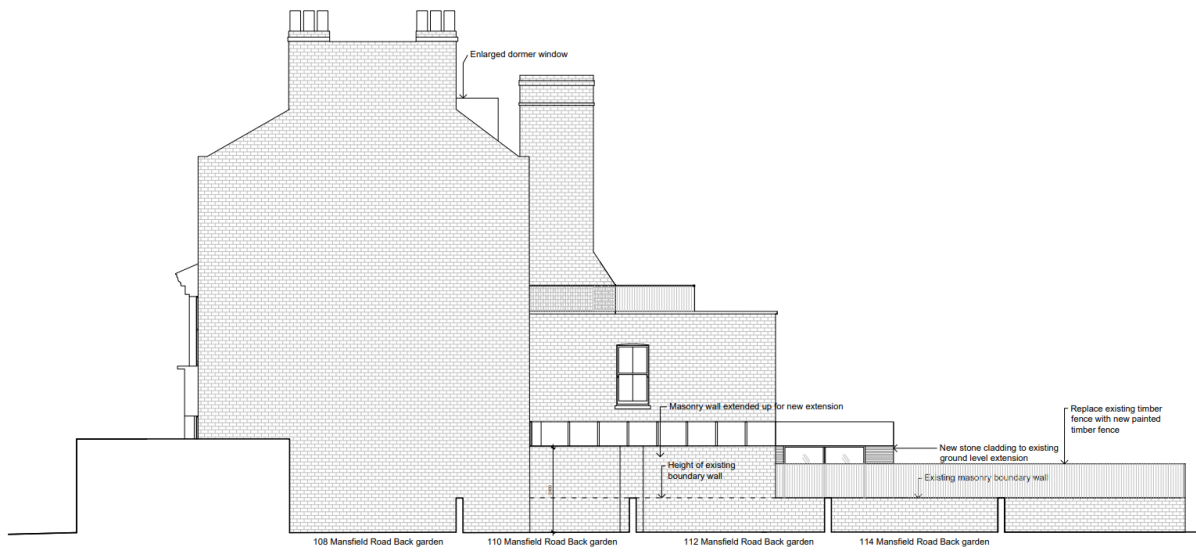 Enlarged dormer window
Masonry wall extended up for new extension
Replace existing timber
fence with new painted
timber fence
New stone cladding to existing
ground level extension
Height of existing
boundary wall
Existing masonry boundary wall
108 Mansfield Road Back garden
110 Mansfield Road Back garden
112 Mansfield Road Back garden
114 Mansfield Road Back garden